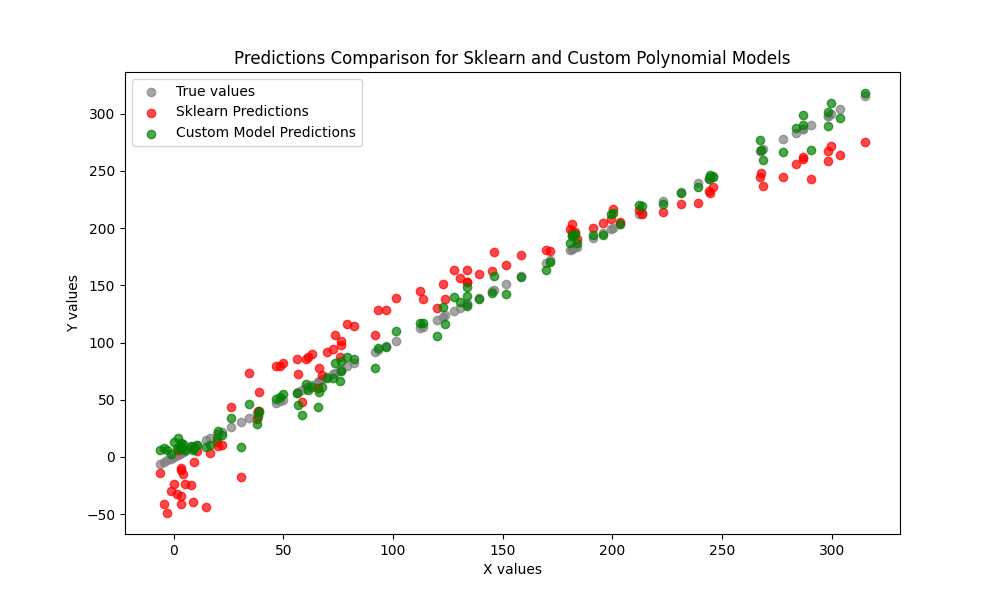 Predictions Comparison for Sklearn and Custom Polynomial Models
True values
Sklearn Predictions
Custom Model Predictions
Y values
300
250
200
150
100
50
0
−50
0 50 100 150 200 250 300
X values